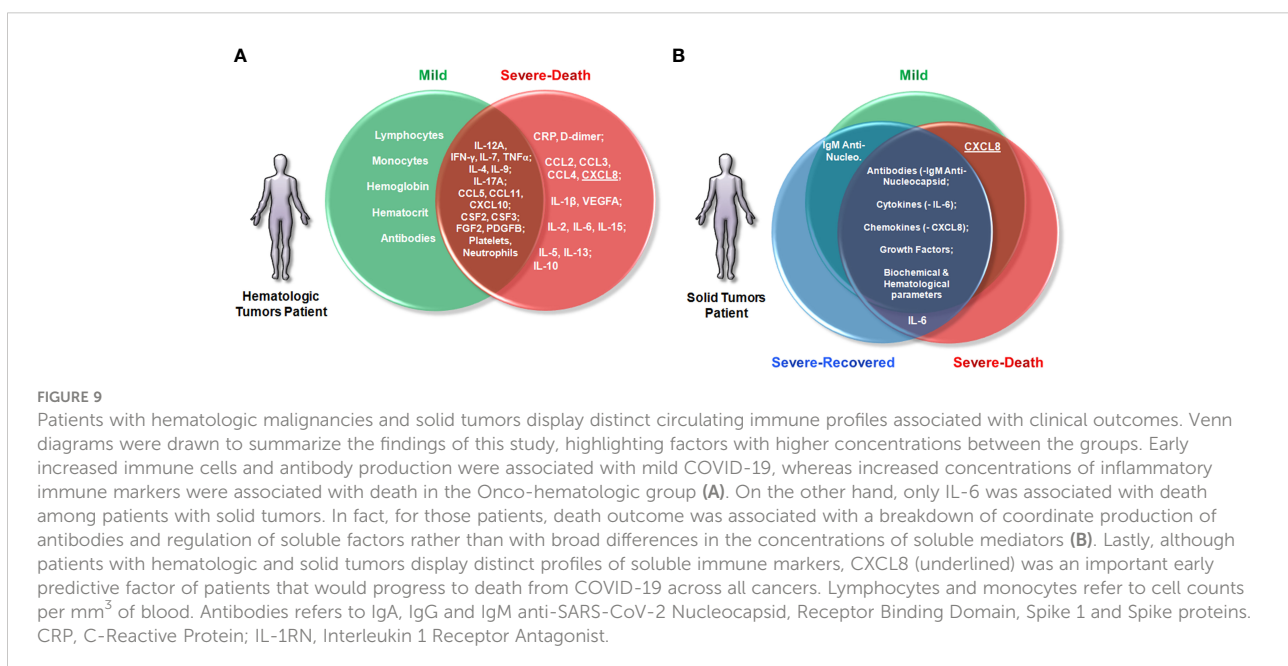 A
B
Mild
Severe-Death
Mild
Lymphocytes
Monocytes
Hemoglobin
Hematocrit
Antibodies
IL-12A,
IFN-γ, IL-7, TNFα;
IL-4, IL-9;
IL-17A;
CCL5, CCL11,
CXCL10;
CSF2, CSF3;
FGF2, PDGFB;
Platelets,
Neutrophils
CRP, D-dimer;
CCL2, CCL3,
CCL4, CXCL8;
IL-1β, VEGFA;
IL-2, IL-6, IL-15;
IL-5, IL-13;
IL-10
Hematologic
Tumors Patient
IgM Anti-
Nucleo.
CXCL8
Antibodies (-IgM Anti-
Nucleocapsid;
Cytokines (- IL-6);
Chemokines (- CXCL8);
Growth Factors;
Biochemical &
Hematological
parameters
IL-6
Solid Tumors
Patient
Severe-Recovered
Severe-Death
FIGURE 9
Patients with hematologic malignancies and solid tumors display distinct circulating immune profiles associated with clinical outcomes. Venn
diagrams were drawn to summarize the findings of this study, highlighting factors with higher concentrations between the groups. Early
increased immune cells and antibody production were associated with mild COVID-19, whereas increased concentrations of inflammatory
immune markers were associated with death in the Onco-hematologic group (A). On the other hand, only IL-6 was associated with death
among patients with solid tumors. In fact, for those patients, death outcome was associated with a breakdown of coordinate production of
antibodies and regulation of soluble factors rather than with broad differences in the concentrations of soluble mediators (B). Lastly, although
patients with hematologic and solid tumors display distinct profiles of soluble immune markers, CXCL8 (underlined) was an important early
predictive factor of patients that would progress to death from COVID-19 across all cancers. Lymphocytes and monocytes refer to cell counts
per mm³ of blood. Antibodies refers to IgA, IgG and IgM anti-SARS-CoV-2 Nucleocapsid, Receptor Binding Domain, Spike 1 and Spike proteins.
CRP, C-Reactive Protein; IL-1RN, Interleukin 1 Receptor Antagonist.